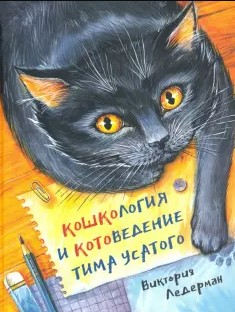 КОШКОЛОГИЯ
И КОТОВЕДЕНИЕ
ТИМА УСАТОГО
Виктория
Ледерман